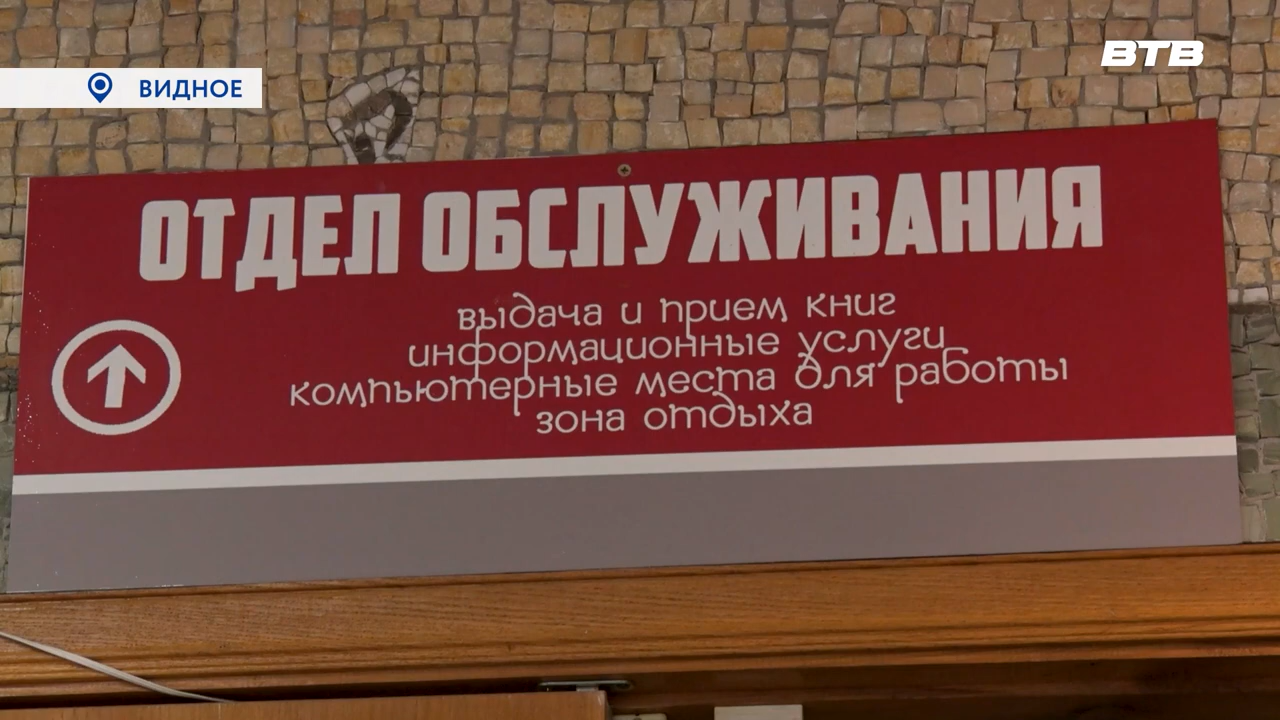 ВТВ
ВИДНОЕ
ОТДЕЛ ОБСЛУЖИВАНИЯ
выдача и прием книг
информационные услуги
компьютерные места для работы
зона отдыха